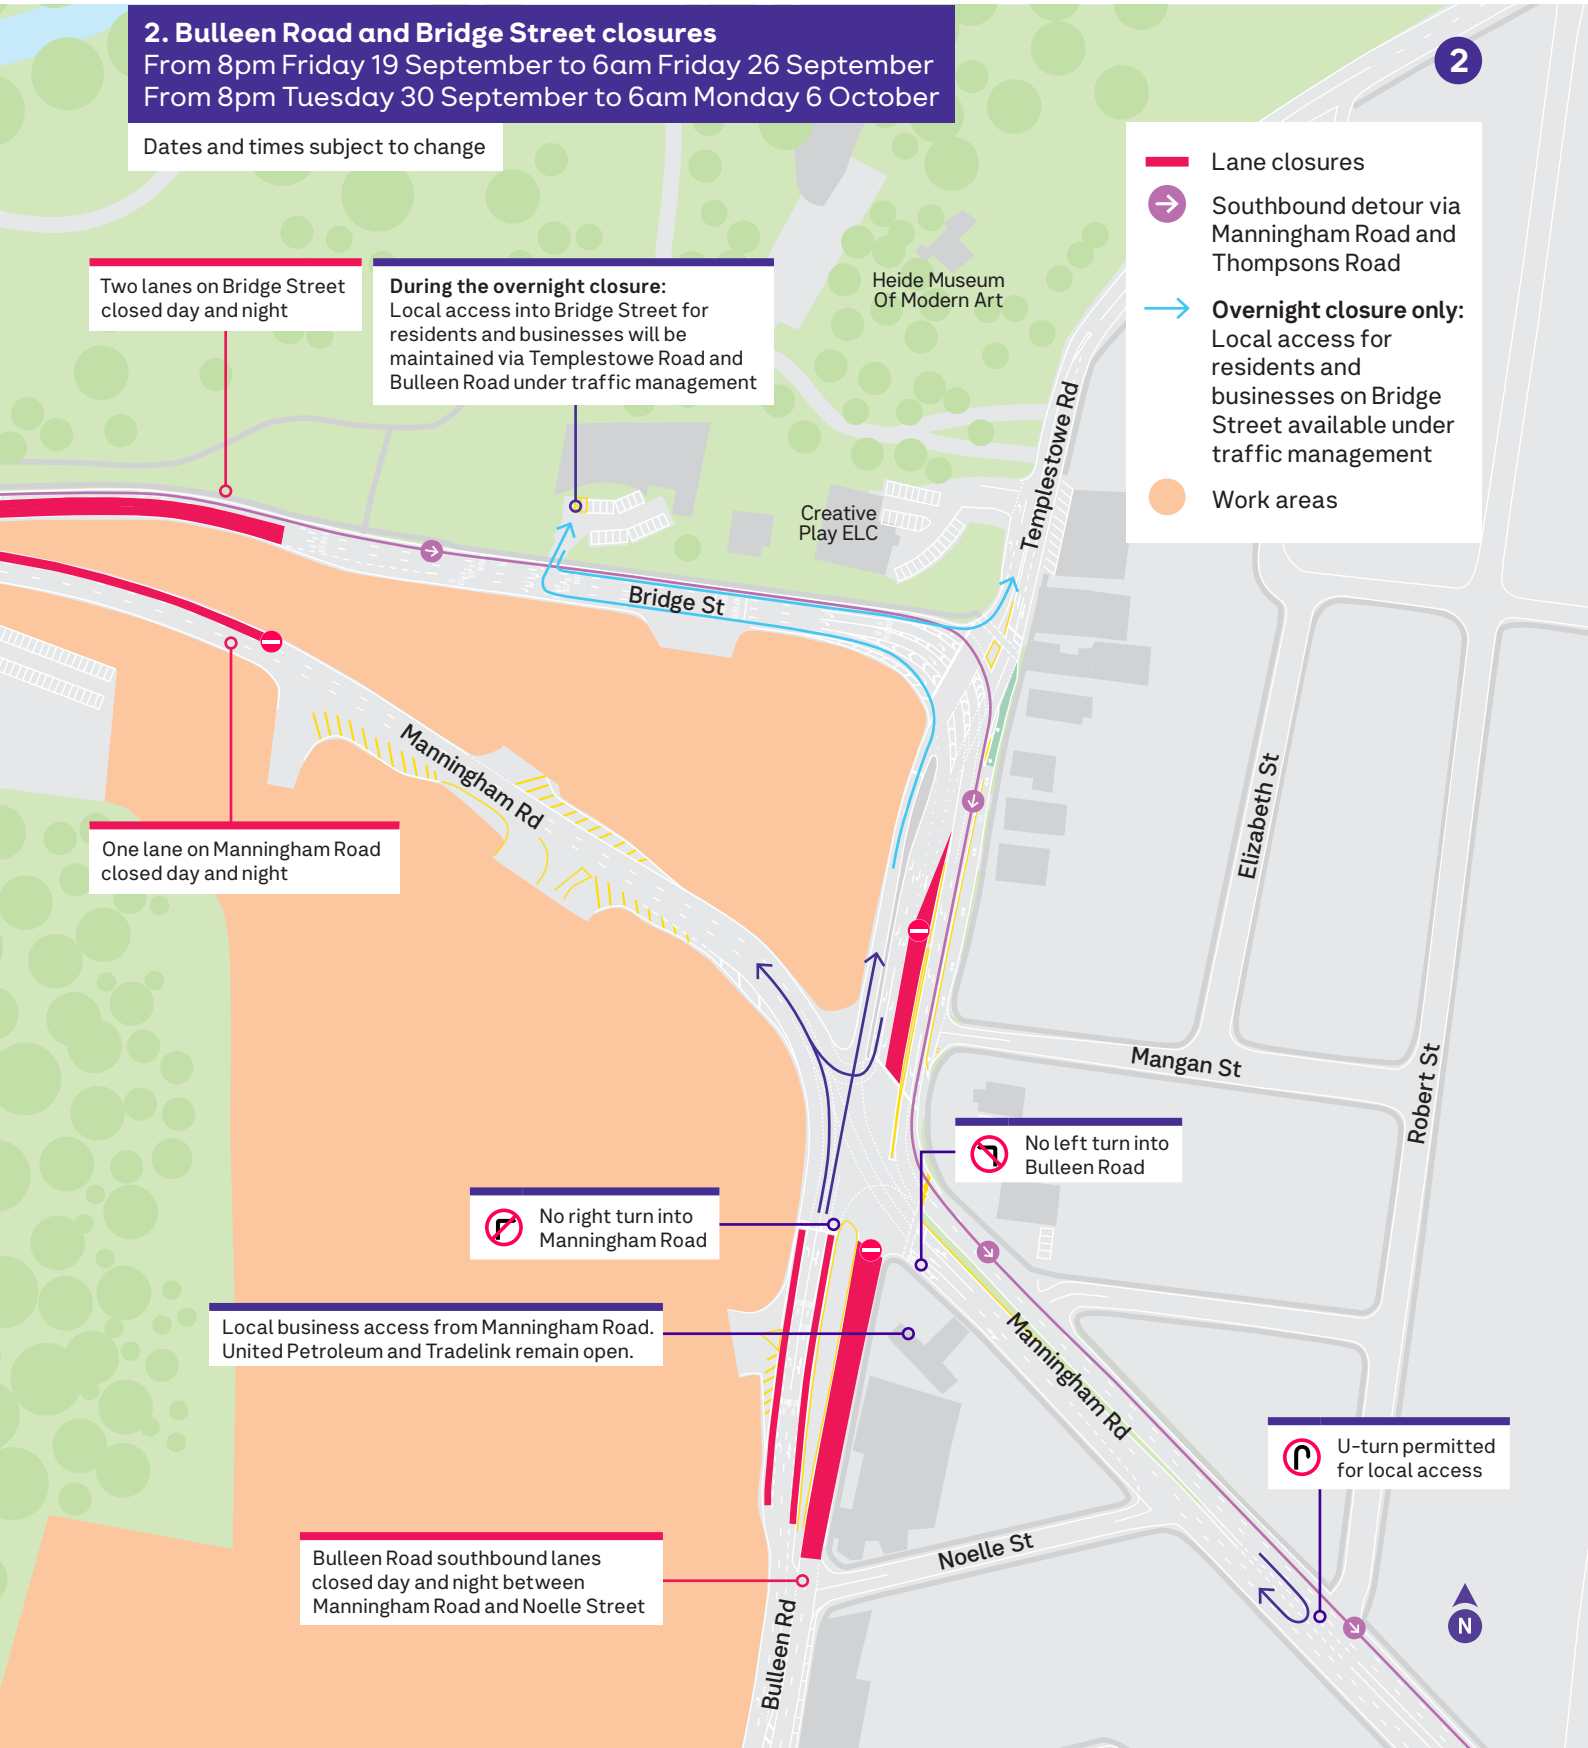 2. Bulleen Road and Bridge Street closures
From 8pm Friday 19 September to 6am Friday 26 September
From 8pm Tuesday 30 September to 6am Monday 6 October
Dates and times subject to change
2
Lane closures
Southbound detour via
Manningham Road and
Thompsons Road
Overnight closure only:
Local access for
residents and
businesses on Bridge
Street available under
traffic management
Work areas
Two lanes on Bridge Street
closed day and night
During the overnight closure:
Local access into Bridge Street for
residents and businesses will be
maintained via Templestowe Road and
Bulleen Road under traffic management
Heide Museum
Of Modern Art
Templestowe Rd
Creative
Play ELC
Bridge St
Manningham Rd
Elizabeth St
One lane on Manningham Road
closed day and night
Mangan St
Robert St
No left turn into
Bulleen Road
No right turn into
Manningham Road
Local business access from Manningham Road.
United Petroleum and Tradelink remain open.
Manningham Rd
U-turn permitted
for local access
Noelle St
Bulleen Road southbound lanes
closed day and night between
Manningham Road and Noelle Street
Bulleen Rd
N